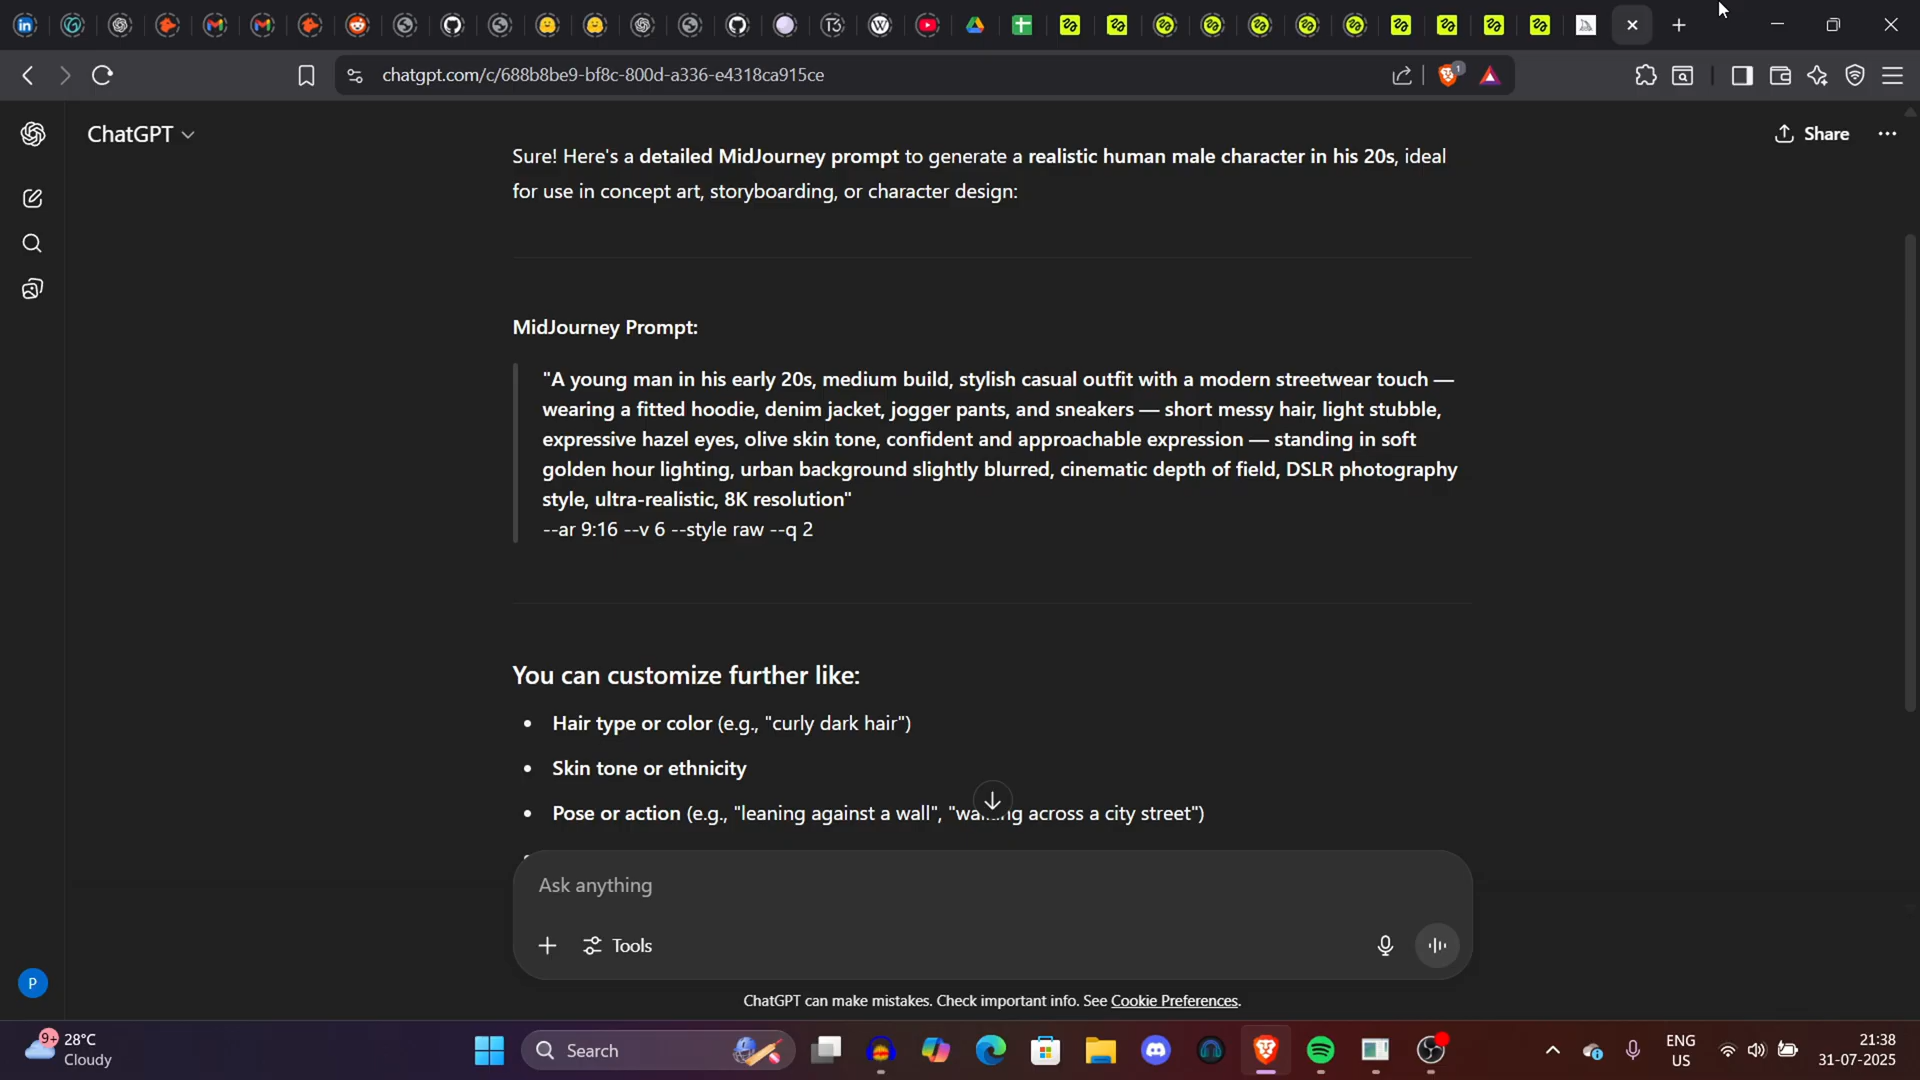 chatgpt.com/c/688b8be9-bf8c-800d-a336-e4318ca915ce
1
ChatGPT
Share
Sure! Here's a detailed MidJourney prompt to generate a realistic human male character in his 20s, ideal
for use in concept art, storyboarding, or character design:
MidJourney Prompt:
"A young man in his early 20s, medium build, stylish casual outfit with a modern streetwear touch —
wearing a fitted hoodie, denim jacket, jogger pants, and sneakers — short messy hair, light stubble,
expressive hazel eyes, olive skin tone, confident and approachable expression — standing in soft
golden hour lighting, urban background slightly blurred, cinematic depth of field, DSLR photography
style, ultra-realistic, 8K resolution"
--ar 9:16 --v 6 --style raw --q 2
You can customize further like:
Hair type or color (e.g., "curly dark hair")
Skin tone or ethnicity
Pose or action (e.g., "leaning against a wall", "walking across a city street")
Ask anything
Tools
P
ChatGPT can make mistakes. Check important info. See Cookie Preferences.
9+
28°C
Cloudy
Search
ENG
US
21:38
31-07-2025